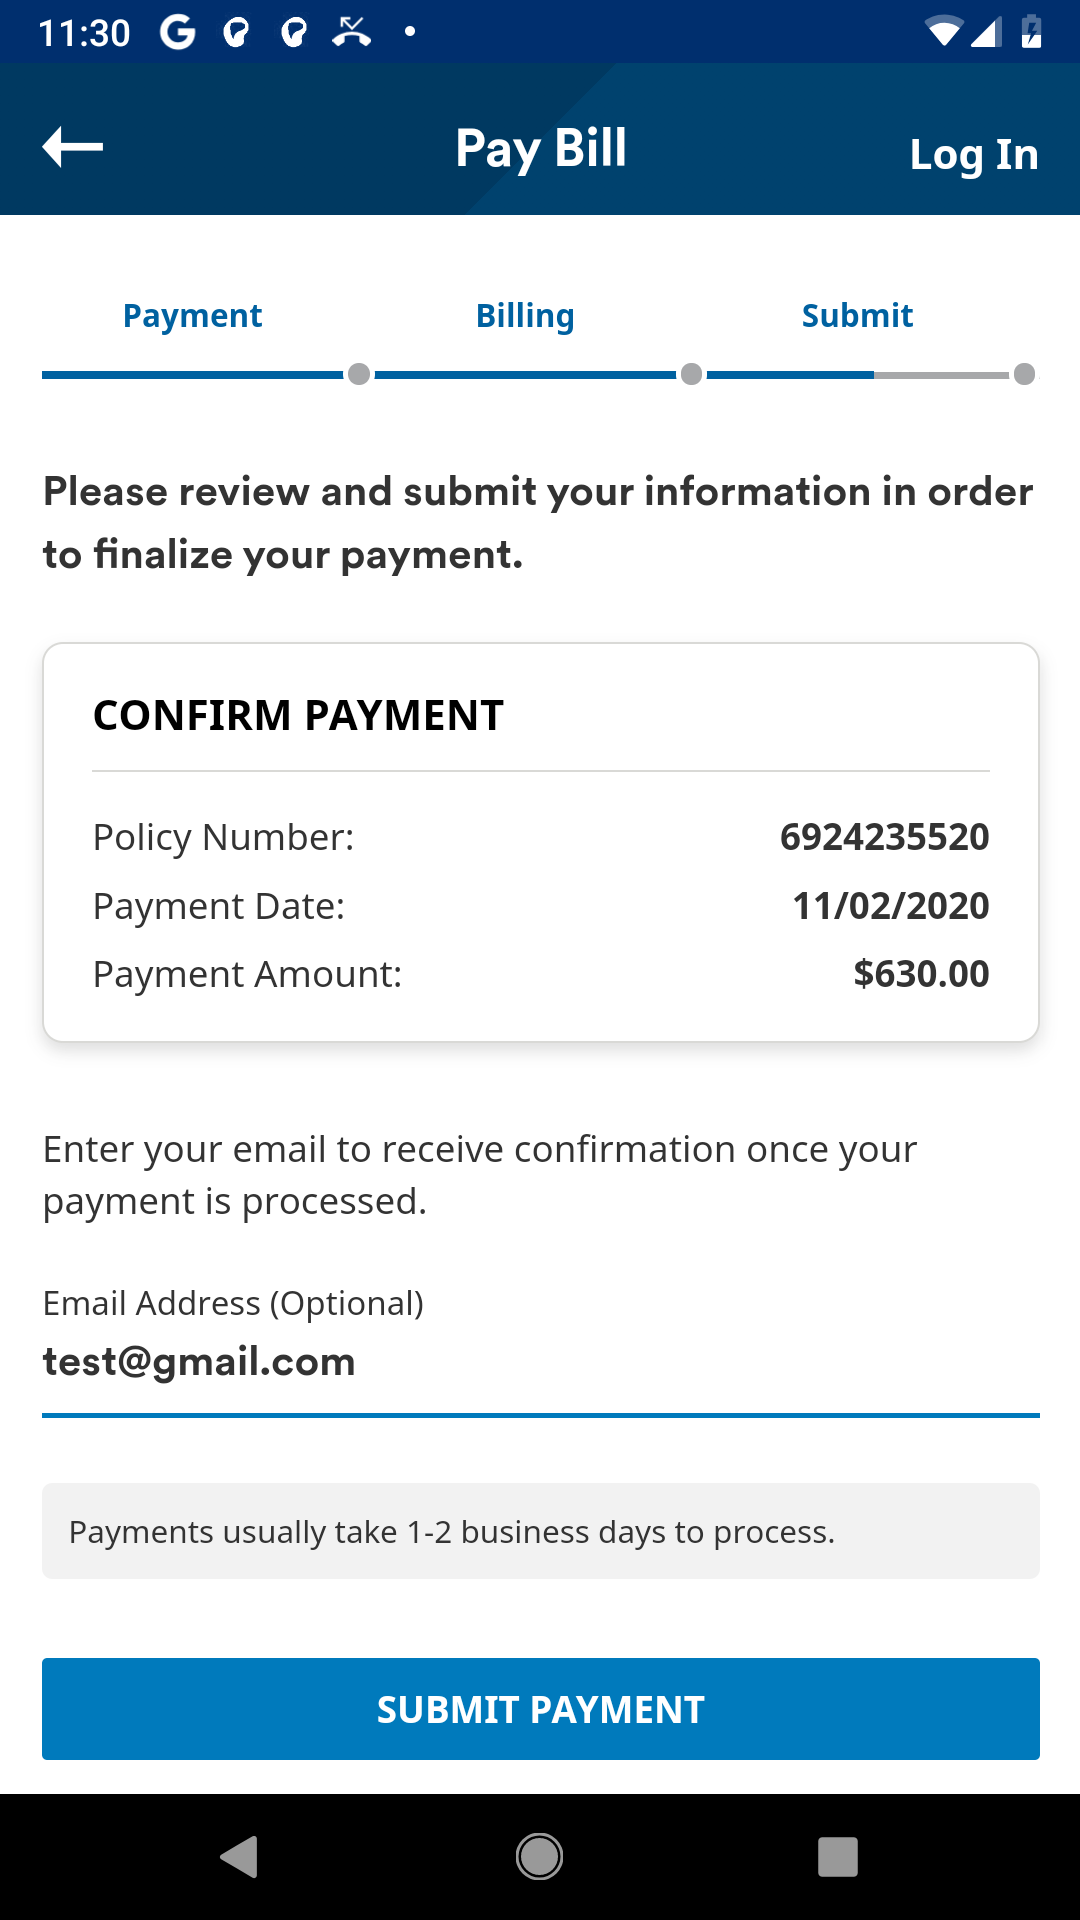 11:30
Pay Bill
Log In
Payment Billing Submit
Please review and submit your information in order
to finalize your payment.
CONFIRM PAYMENT
Policy Number: 6924235520
Payment Date: 11/02/2020
Payment Amount: $630.00
Enter your email to receive confirmation once your
payment is processed.
Email Address (Optional)
test@gmail.com
Payments usually take 1-2 business days to process.
SUBMIT PAYMENT